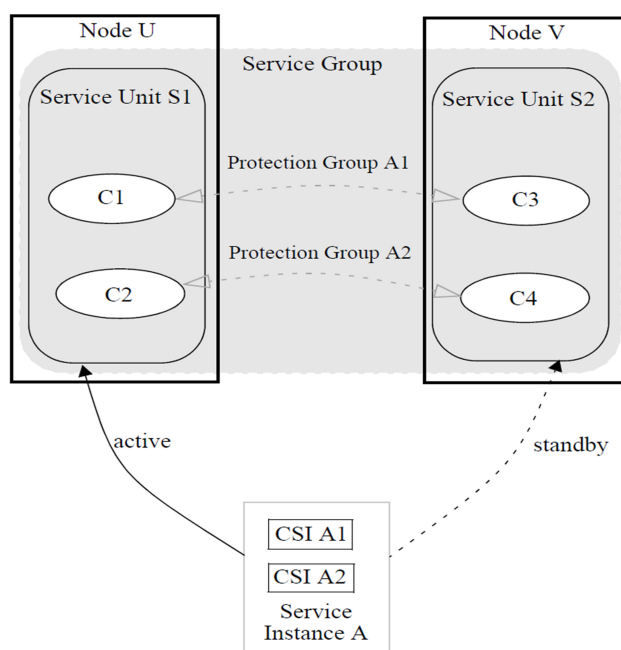 Node U
Node V
Service Group
Service Unit S1
Service Unit S2
Protection Group A1
C1
C3
Protection Group A2
C2
C4
active
standby
CSI A1
CSI A2
Service
Instance A